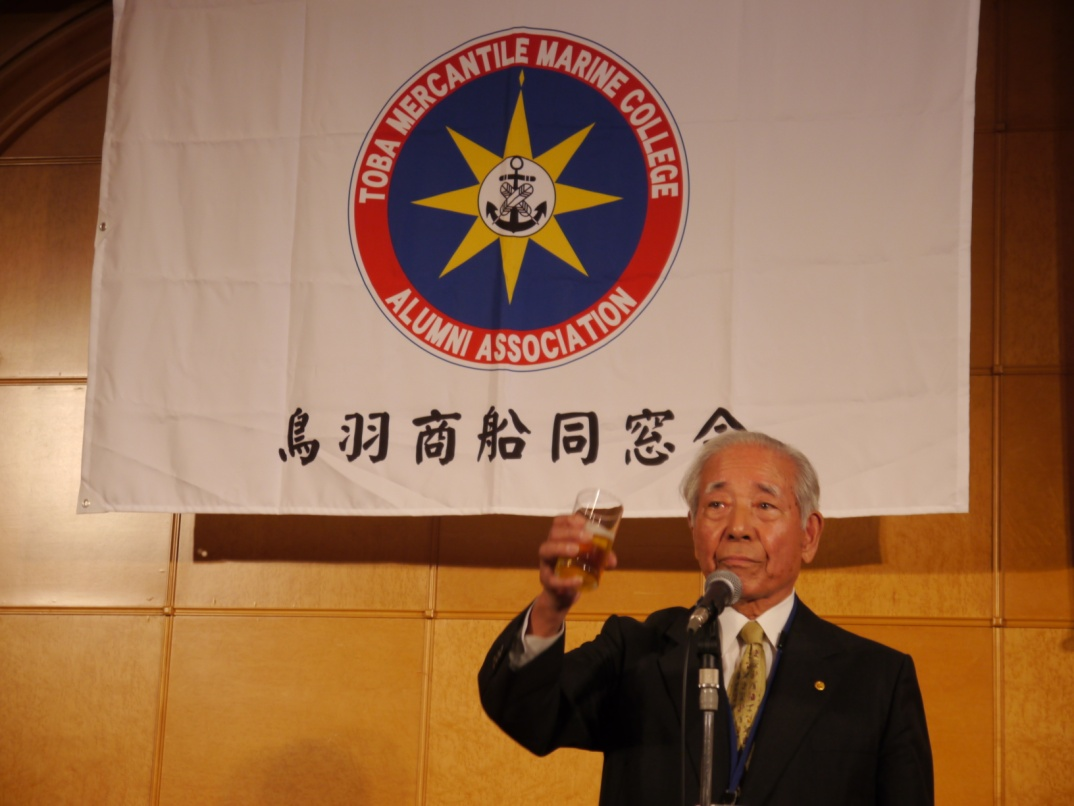 TOBA MERCANTILE MARINE COLLEGE
ALUMNI ASSOCIATION
鳥羽商船同窓会